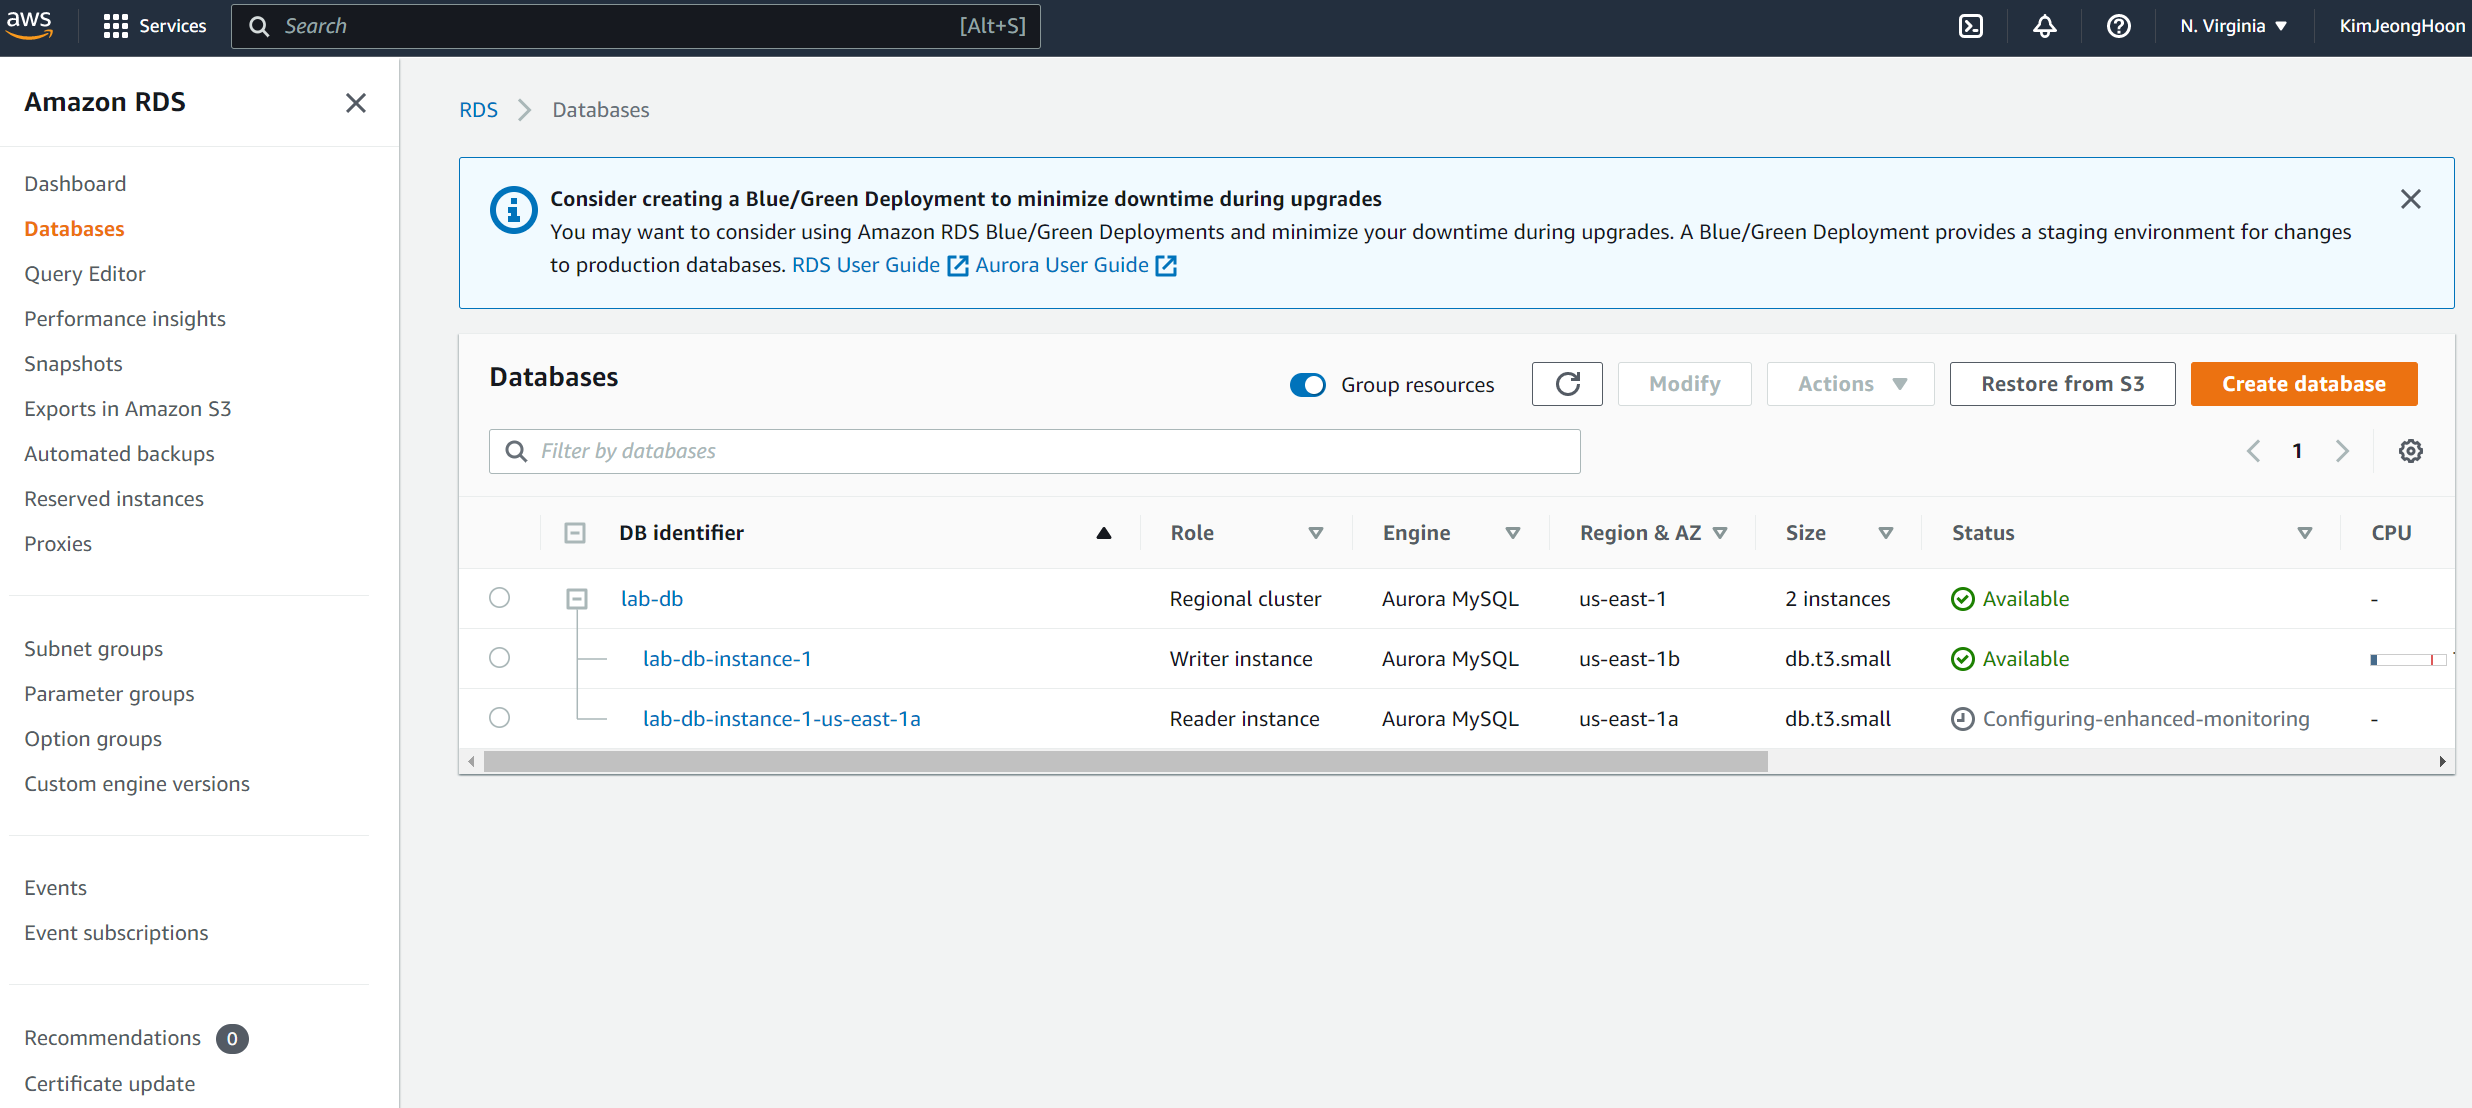 aws Services Search [Alt+S] N. Virginia KimJeongHoon
Amazon RDS
Dashboard
Databases
Query Editor
Performance insights
Snapshots
Exports in Amazon S3
Automated backups
Reserved instances
Proxies
Subnet groups
Parameter groups
Option groups
Custom engine versions
Events
Event subscriptions
Recommendations 0
Certificate update
RDS Databases
Consider creating a Blue/Green Deployment to minimize downtime during upgrades
You may want to consider using Amazon RDS Blue/Green Deployments and minimize your downtime during upgrades. A Blue/Green Deployment provides a staging environment for changes
to production databases. RDS User Guide Aurora User Guide
Databases Group resources Modify Actions Restore from S3 Create database
Filter by databases 1
DB identifier Role Engine Region & AZ Size Status CPU
lab-db Regional cluster Aurora MySQL us-east-1 2 instances Available -
lab-db-instance-1 Writer instance Aurora MySQL us-east-1b db.t3.small Available
lab-db-instance-1-us-east-1a Reader instance Aurora MySQL us-east-1a db.t3.small Configuring-enhanced-monitoring -